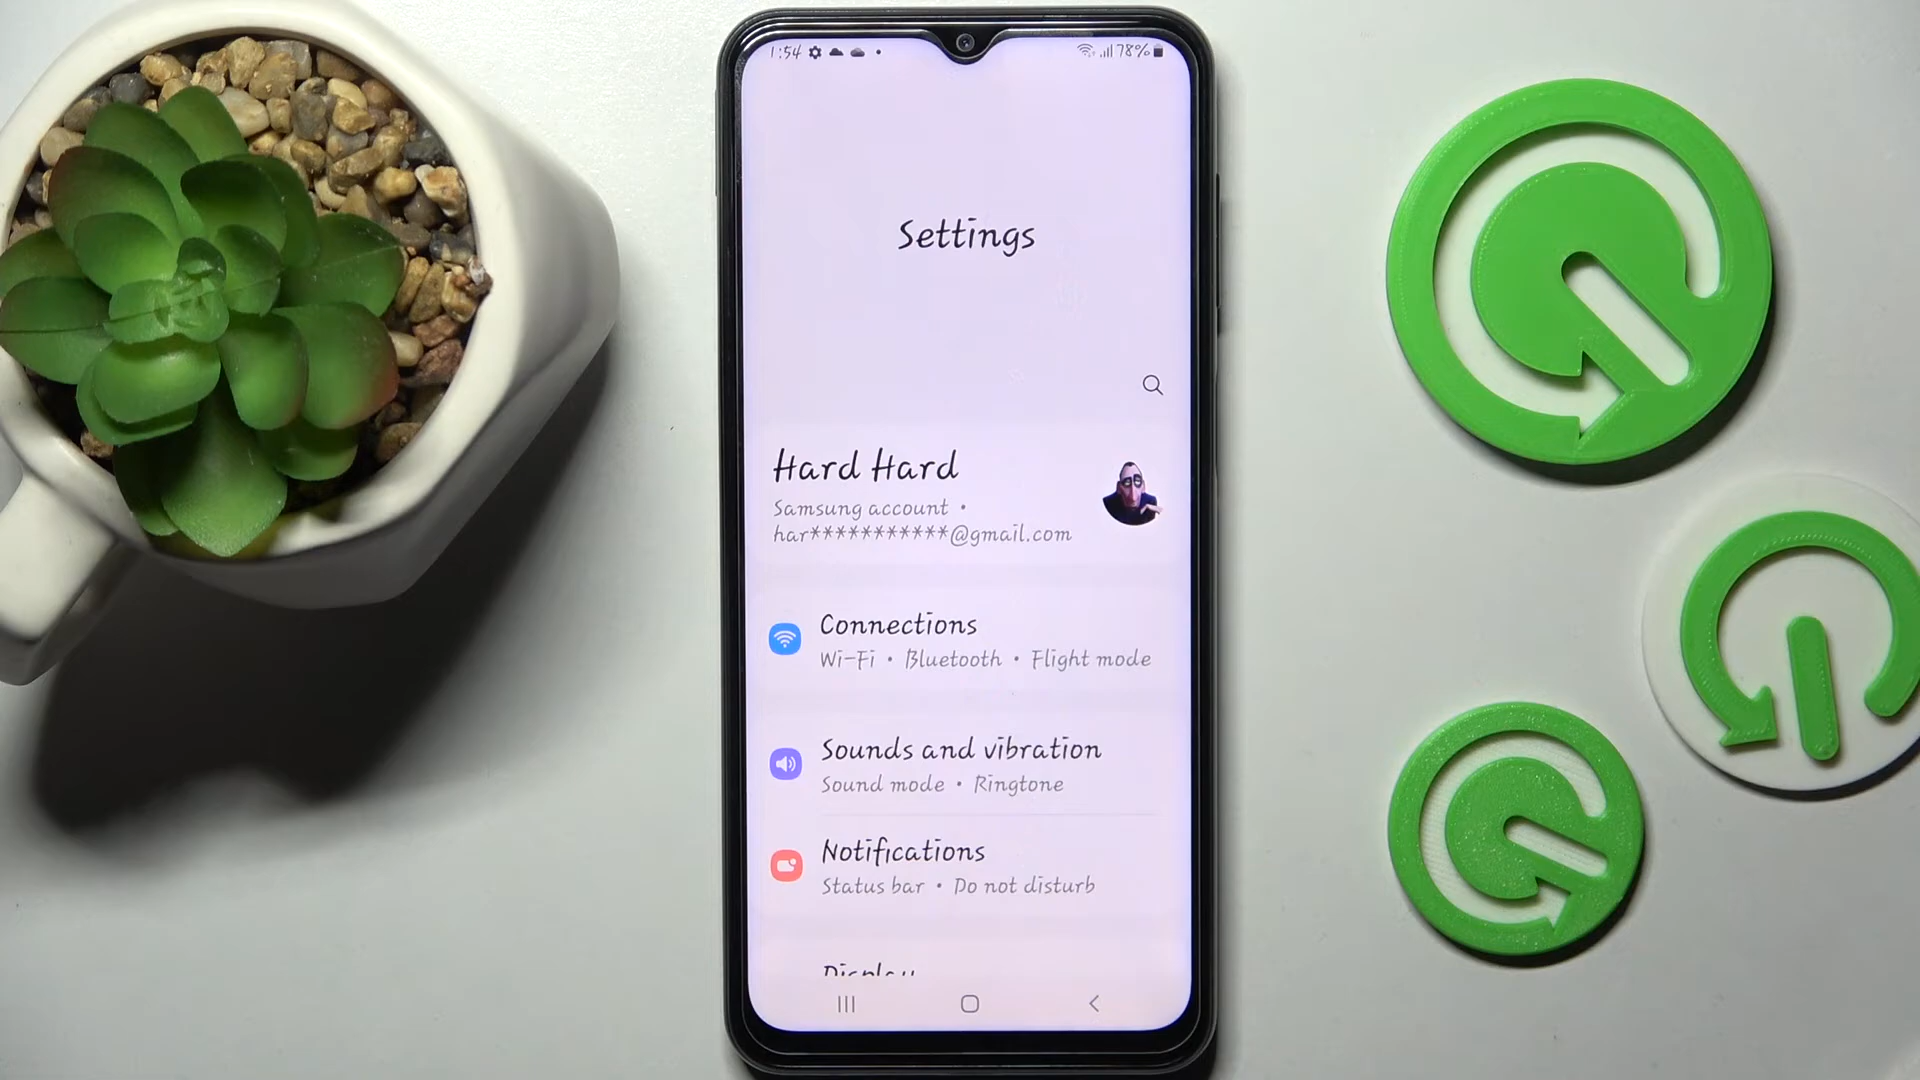 1:54
78%
Settings
Hard Hard
Samsung account •
har***********@gmail.com
Connections
Wi-Fi • Bluetooth • Flight mode
Sounds and vibration
Sound mode • Ringtone
Notifications
Status bar • Do not disturb
Display